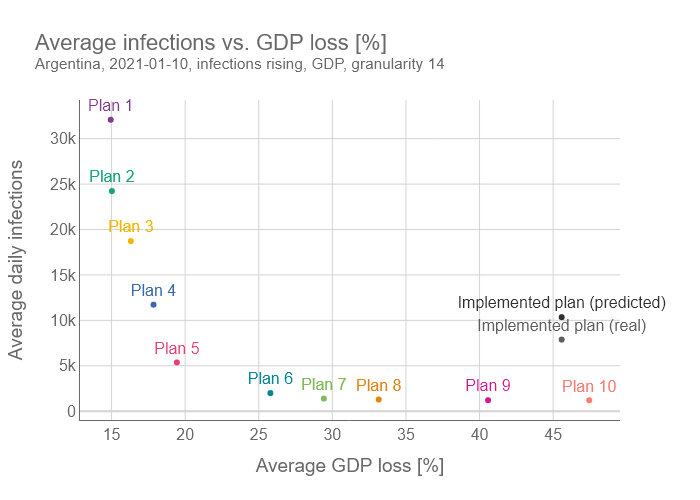 Average infections vs. GDP loss [%]
Argentina, 2021-01-10, infections rising, GDP, granularity 14
Plan 1
30k
Plan 2
25k
Plan 3
20k
15k
Plan 4
Implemented plan (predicted)
10k
Implemented plan (real)
Plan 5
5k
Plan 6
Plan 7
Plan 8
Plan 9
Plan 10
0
15
20
25
30
35
40
45
Average GDP loss [%]
Average daily infections